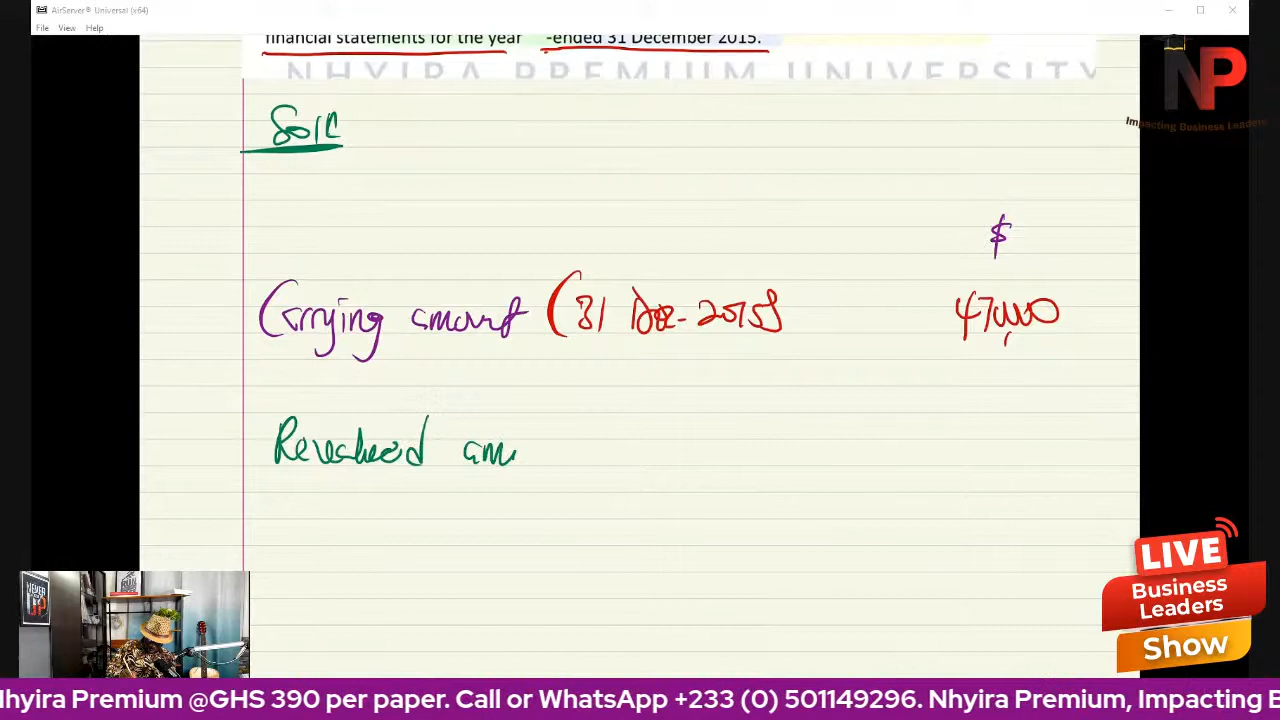 AirServer® Universal (x64)
File View Help
financial statements for the year -ended 31 December 2015.
NHYIRA PREMIUM UNIVERSITY
NP
Impacting Business Leaders
Soln
$
Carrying amount (31 Dec-2015)
47,000
Revalued am
LIVE
Business
Leaders
Show
Nhyira Premium @GHS 390 per paper. Call or WhatsApp +233 (0) 501149296. Nhyira Premium, Impacting B